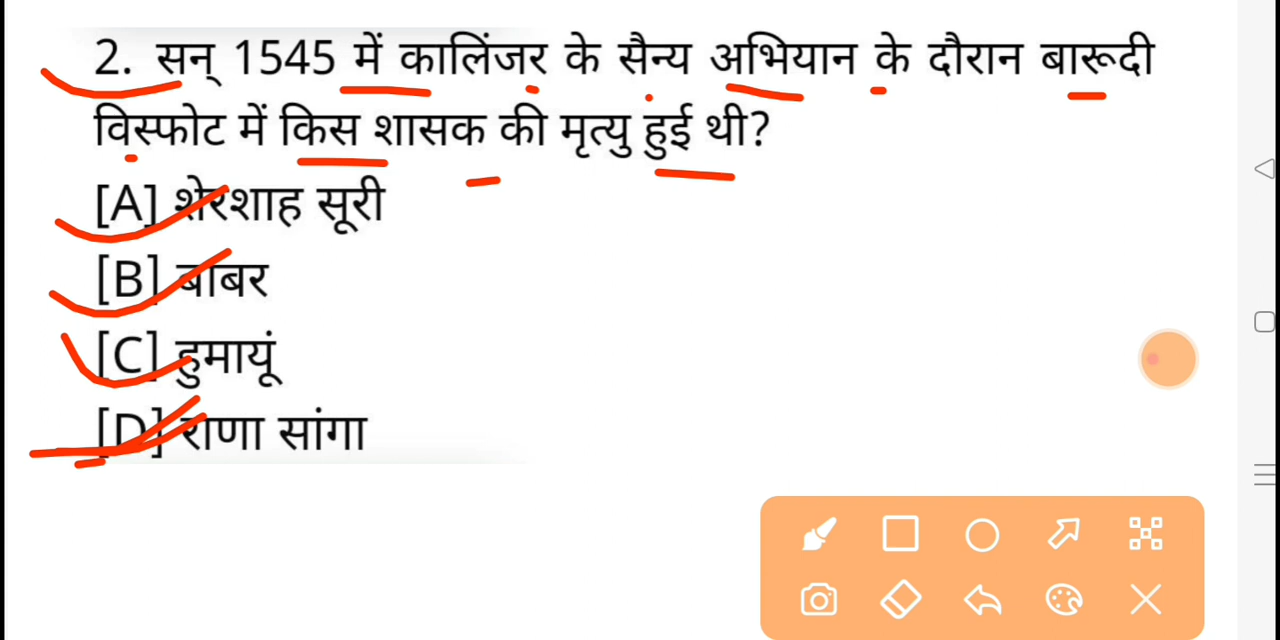 2. सन् 1545 में कालिंजर के सैन्य अभियान के दौरान बारूदी
विस्फोट में किस शासक की मृत्यु हुई थी?
[A] शेरशाह सूरी
[B] बाबर
[C] हुमायूं
[D] राणा सांगा